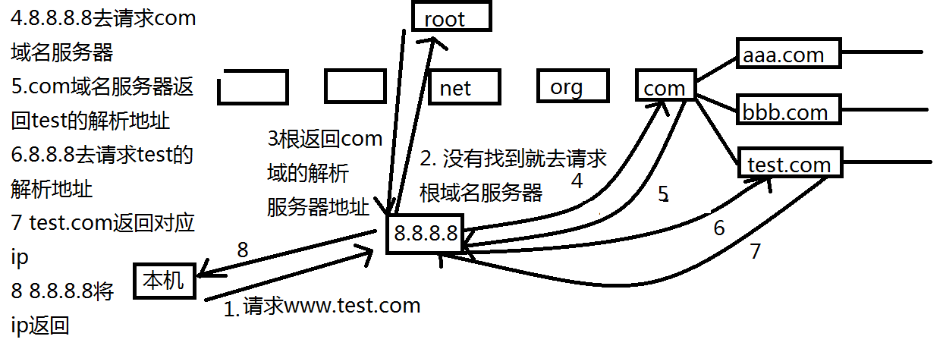 4.8.8.8.8去请求com
域名服务器
5.com域名服务器返
回test的解析地址
6.8.8.8去请求test的
解析地址
7 test.com返回对应
ip
8 8.8.8.8将
ip返回
root
net
org
com
aaa.com
bbb.com
test.com
3根返回com
域的解析
服务器地址
2. 没有找到就去请求
根域名服务器
4
5
6
7
8.8.8.8
8
本机
1.请求www.test.com